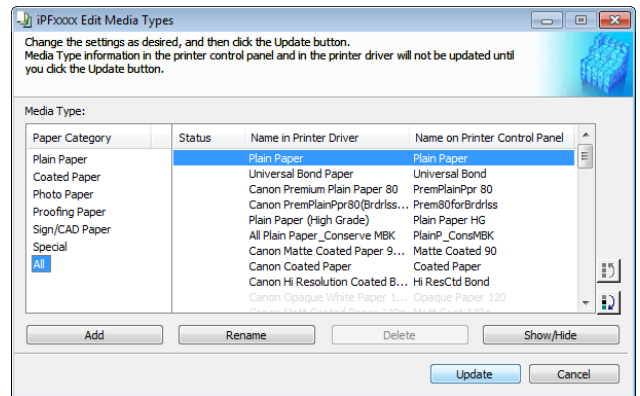 iPFxxxx Edit Media Types
Change the settings as desired, and then click the Update button.
Media Type information in the printer control panel and in the printer driver will not be updated until
you click the Update button.
Media Type:
Paper Category
Plain Paper
Coated Paper
Photo Paper
Proofing Paper
Sign/CAD Paper
Special
All
Status Name in Printer Driver Name on Printer Control Panel
Plain Paper Plain Paper
Universal Bond Paper Universal Bond
Canon Premium Plain Paper 80 PremPlainPpr 80
Canon PremPlainPpr80(Brdrlss... Prem80forBrdrlss
Plain Paper (High Grade) Plain Paper HG
All Plain Paper_Conserve MBK PlainP_ConsMBK
Canon Matte Coated Paper 9... Matte Coated 90
Canon Coated Paper Coated Paper
Canon Hi Resolution Coated B... Hi ResCtd Bond
Canon Opaque White Paper 1... Opaque Paper 120
Add Rename Delete Show/Hide
Update Cancel